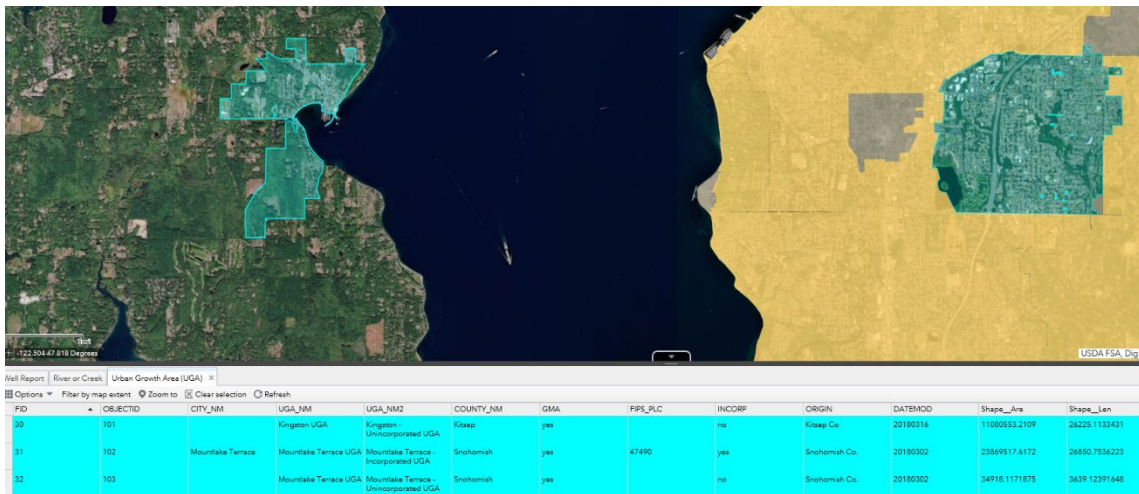 -122.504 47.818 Degrees
USDA FSA, Dig
Well Report River or Creek Urban Growth Area (UGA) ×
Options Filter by map extent Zoom to Clear selection Refresh
FID OBJECTID CITY_NM UGA_NM UGA_NM2 COUNTY_NM GMA FIPS_PLC INCORP ORIGIN DATEMOD Shape__Are Shape__Len
30 101 Kingston UGA Kingston - Kitsap yes no Kitsap Co 20180316 11080553.2109 26225.1133431
Unincorporated UGA
31 102 Mountlake Terrace Mountlake Terrace UGA Mountlake Terrace - Snohomish yes 47490 yes Snohomish Co. 20180302 23869517.6172 26850.7536223
Incorporated UGA
32 103 Mountlake Terrace UGA Mountlake Terrace - Snohomish yes no Snohomish Co. 20180302 34918.1171875 3639.12391648
Unincorporated UGA